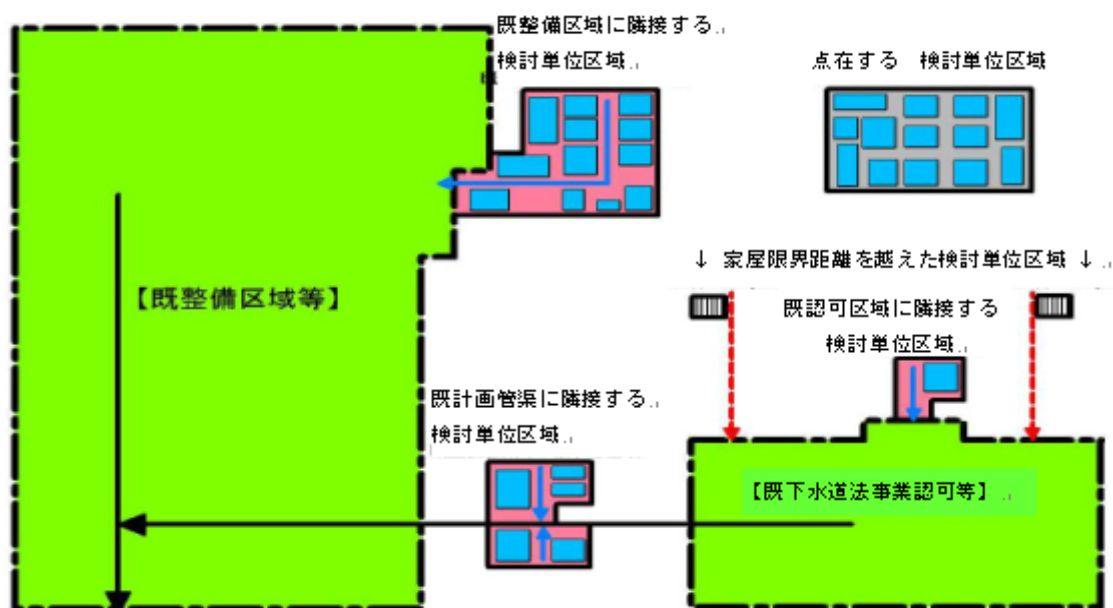 既整備区域に隣接する
検討単位区域
点在する 検討単位区域
↓ 家屋限界距離を越えた検討単位区域 ↓
既認可区域に隣接する
検討単位区域
【既整備区域等】
既計画管渠に隣接する
検討単位区域
【既下水道法事業認可等】